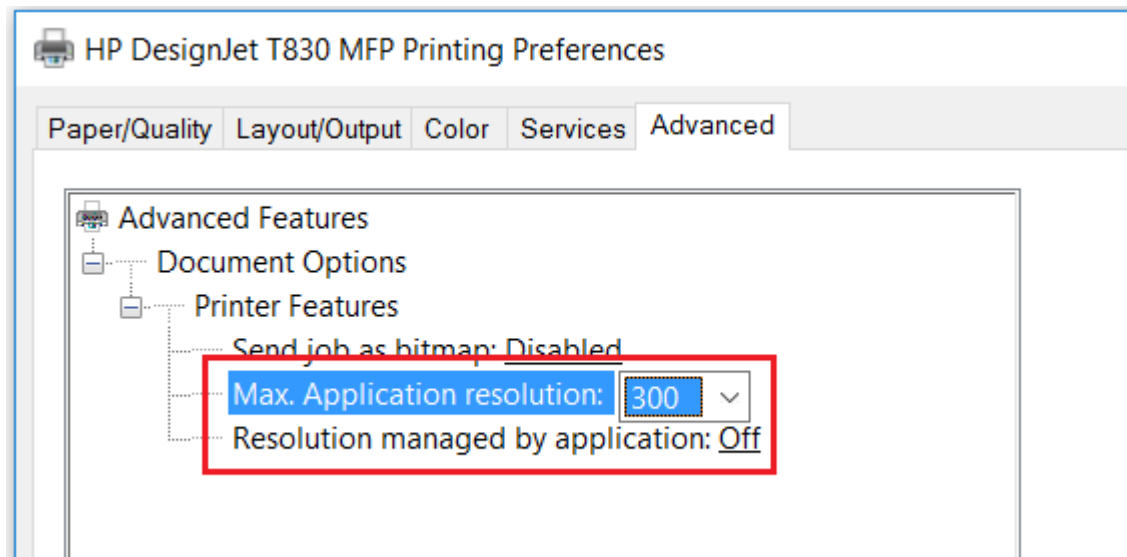 HP DesignJet T830 MFP Printing Preferences
Paper/Quality Layout/Output Color Services Advanced
Advanced Features
Document Options
Printer Features
Send job as bitmap: Disabled
Max. Application resolution: 300
Resolution managed by application: Off